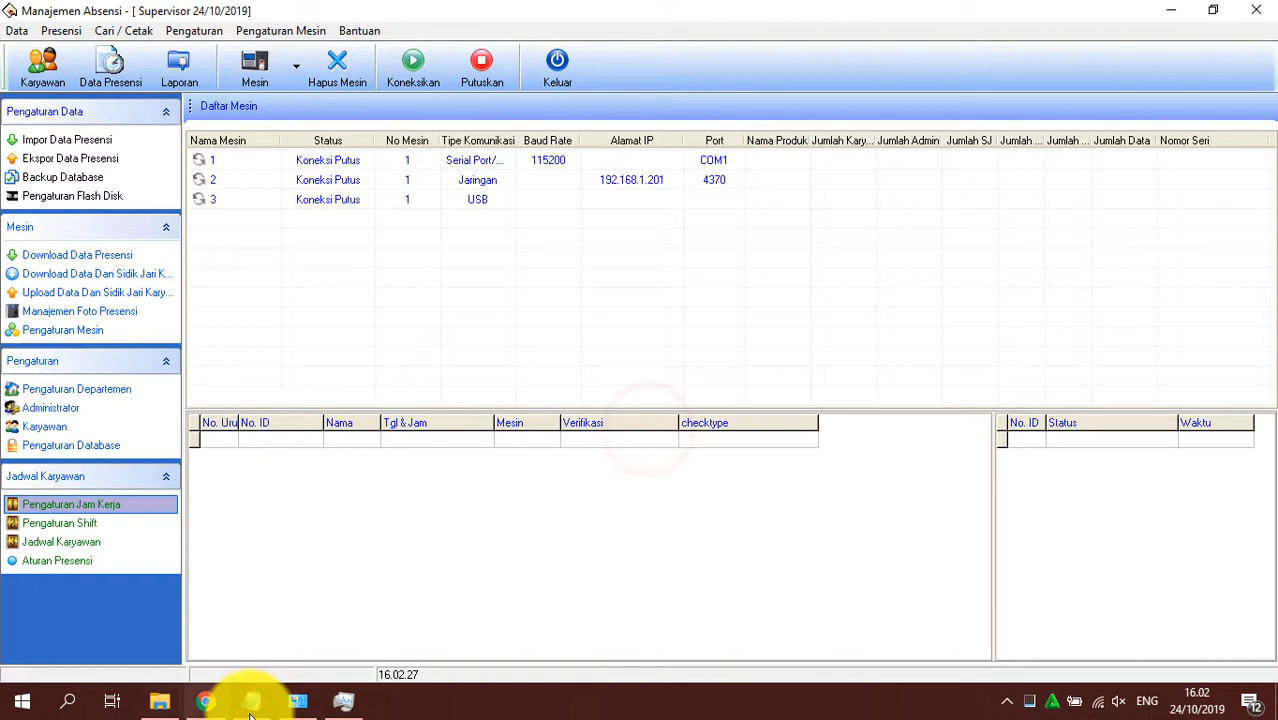 Manajemen Absensi - [ Supervisor 24/10/2019]
Data Presensi Cari / Cetak Pengaturan Pengaturan Mesin Bantuan
Karyawan Data Presensi Laporan Mesin Hapus Mesin Koneksikan Putuskan Keluar
Pengaturan Data
Impor Data Presensi
Ekspor Data Presensi
Backup Database
Pengaturan Flash Disk
Mesin
Download Data Presensi
Download Data Dan Sidik Jari K...
Upload Data Dan Sidik Jari Kary...
Manajemen Foto Presensi
Pengaturan Mesin
Pengaturan
Pengaturan Departemen
Administrator
Karyawan
Pengaturan Database
Jadwal Karyawan
Pengaturan Jam Kerja
Pengaturan Shift
Jadwal Karyawan
Aturan Presensi
Daftar Mesin
Nama Mesin Status No Mesin Tipe Komunikasi Baud Rate Alamat IP Port Nama Produk Jumlah Kary... Jumlah Admin Jumlah SJ Jumlah ... Jumlah ... Jumlah Data Nomor Seri
1 Koneksi Putus 1 Serial Port/... 115200 COM1
2 Koneksi Putus 1 Jaringan 192.168.1.201 4370
3 Koneksi Putus 1 USB
No. Uru No. ID Nama Tgl & Jam Mesin Verifikasi checktype
No. ID Status Waktu
16.02.27
ENG
16.02
24/10/2019
12